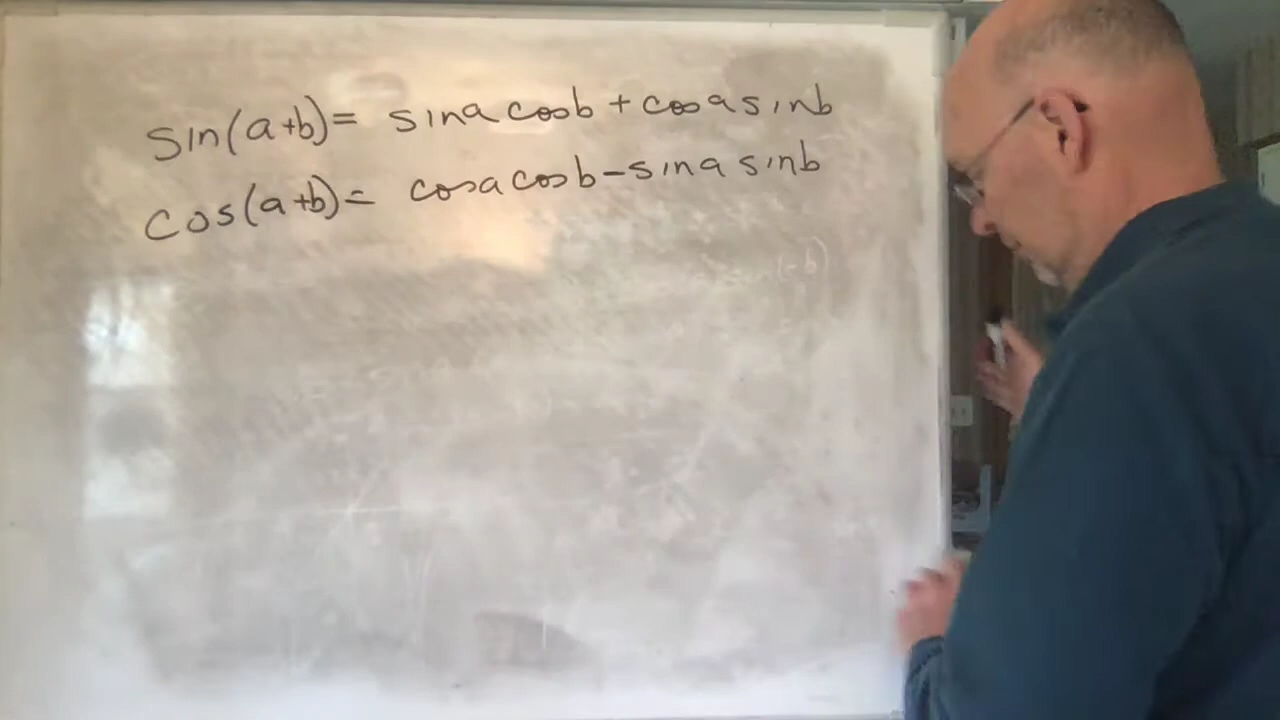 sin(a+b)= sina cosb + cosa sinb
cos(a+b)= cosa cosb - sina sinb